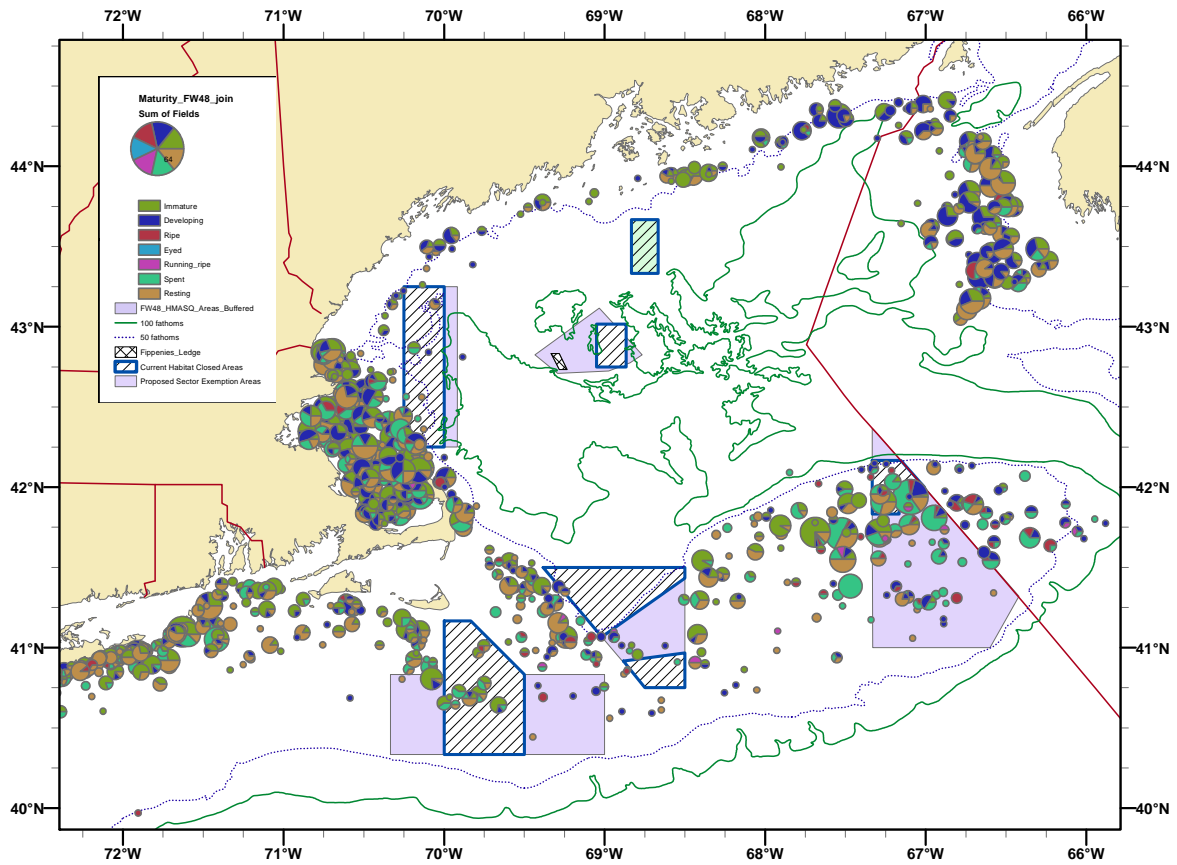 72°W 71°W 70°W 69°W 68°W 67°W 66°W
Maturity_FW48_join
Sum of Fields
64
Immature
Developing
Ripe
Eyed
Running_ripe
Spent
Resting
FW48_HMASQ_Areas_Buffered
100 fathoms
50 fathoms
Fippenies_Ledge
Current Habitat Closed Areas
Proposed Sector Exemption Areas
44°N 44°N
43°N 43°N
42°N 42°N
41°N 41°N
40°N 40°N
72°W 71°W 70°W 69°W 68°W 67°W 66°W